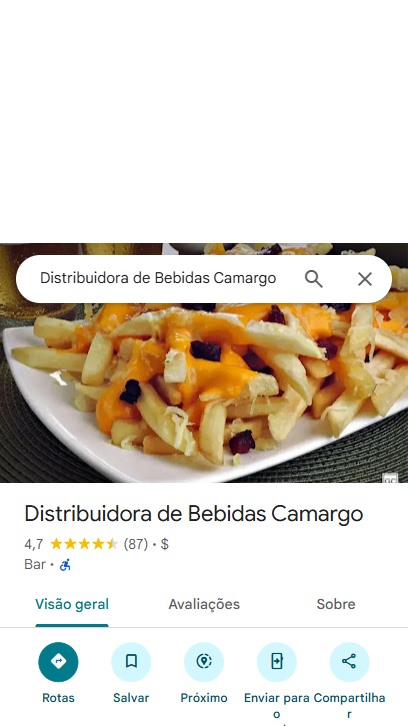 Distribuidora de Bebidas Camargo
Distribuidora de Bebidas Camargo
4,7 (87) • $
Bar •
Visão geral Avaliações Sobre
Rotas Salvar Próximo Enviar para Compartilha
o r